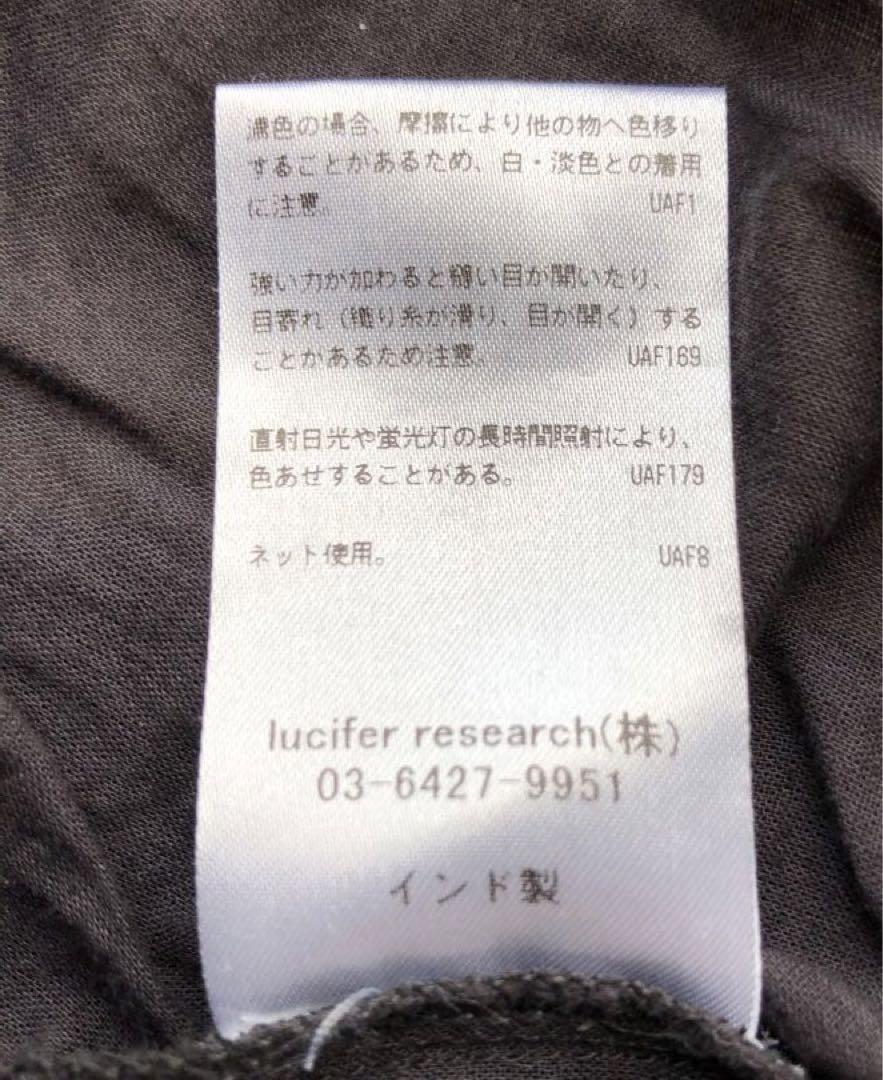 濃色の場合、摩擦により他の物へ色移り
することがあるため、白・淡色との着用
に注意。 UAF1
強い力が加わると縫い目が開いたり、
目寄れ（織り糸が滑り、目が開く）する
ことがあるため注意。 UAF169
直射日光や蛍光灯の長時間照射により、
色あせすることがある。 UAF179
ネット使用。 UAF8
lucifer research(株)
03-6427-9951
インド製